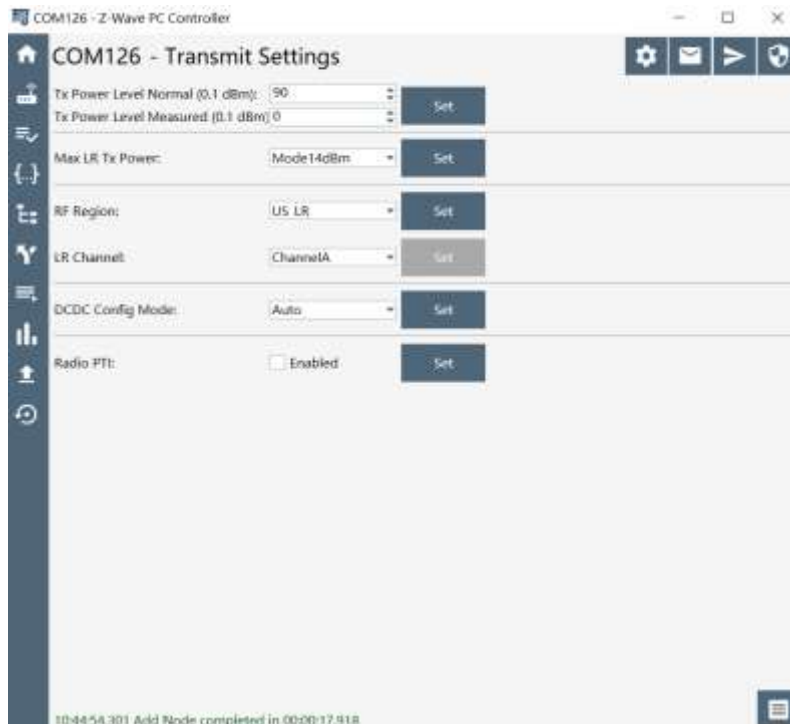 COM126 - Z-Wave PC Controller
COM126 - Transmit Settings
Tx Power Level Normal (0.1 dBm): 90
Set
Tx Power Level Measured (0.1 dBm) 0
Max LR Tx Power: Mode14dBm Set
RF Region: US LR Set
LR Channel: ChannelA Set
DCDC Config Mode: Auto Set
Radio PTI: Enabled Set
10:44:54.301 Add Node completed in 00:00:17.918